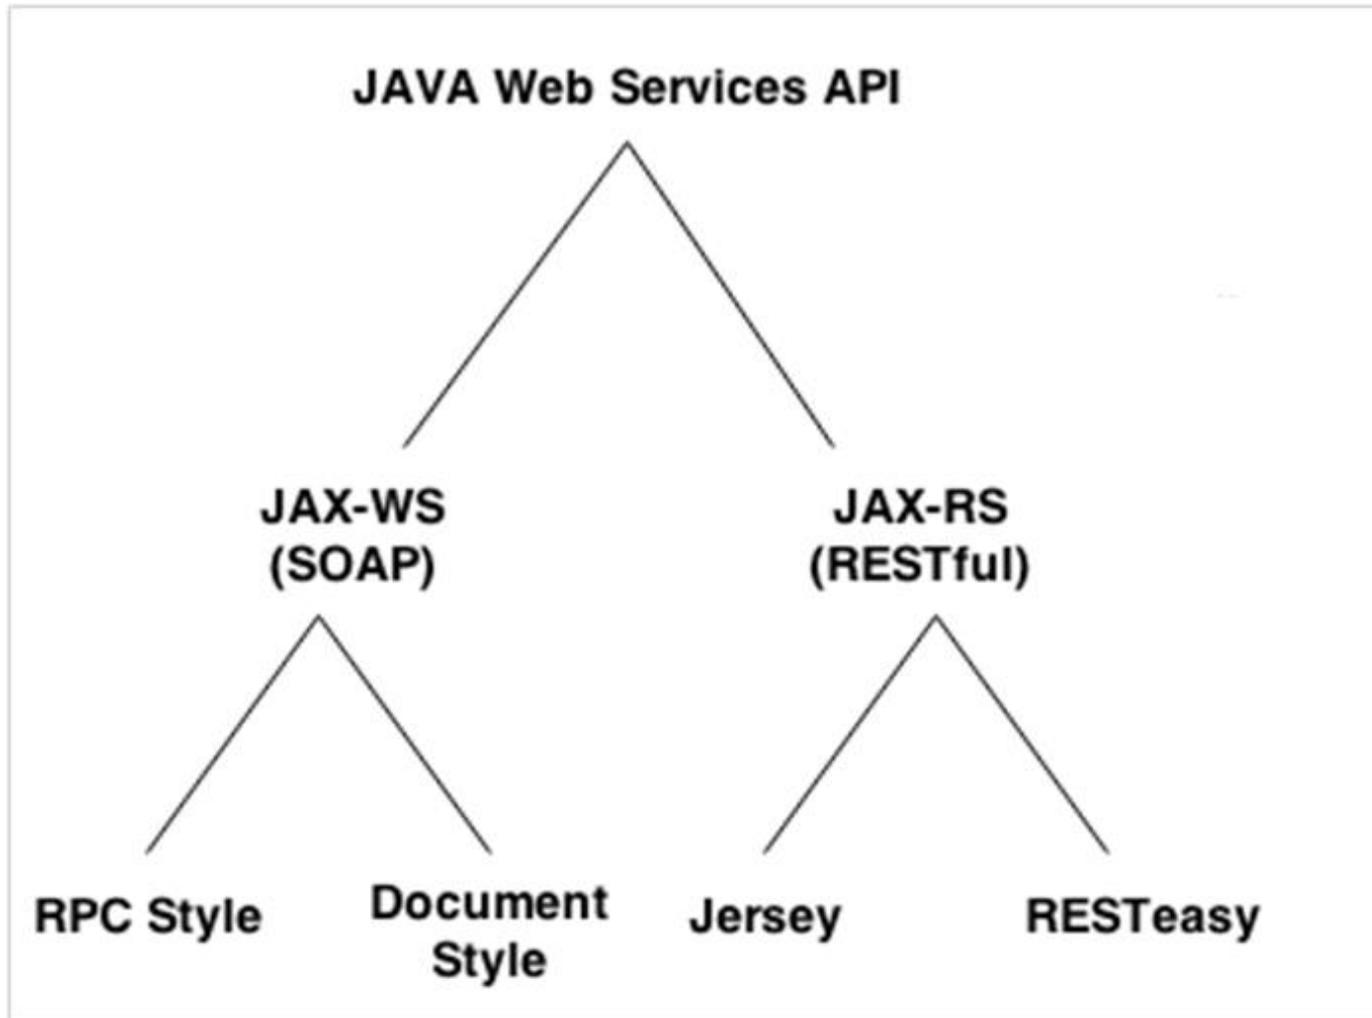 JAVA Web Services API
JAX-WS
(SOAP)
JAX-RS
(RESTful)
RPC Style
Document
Style
Jersey
RESTeasy